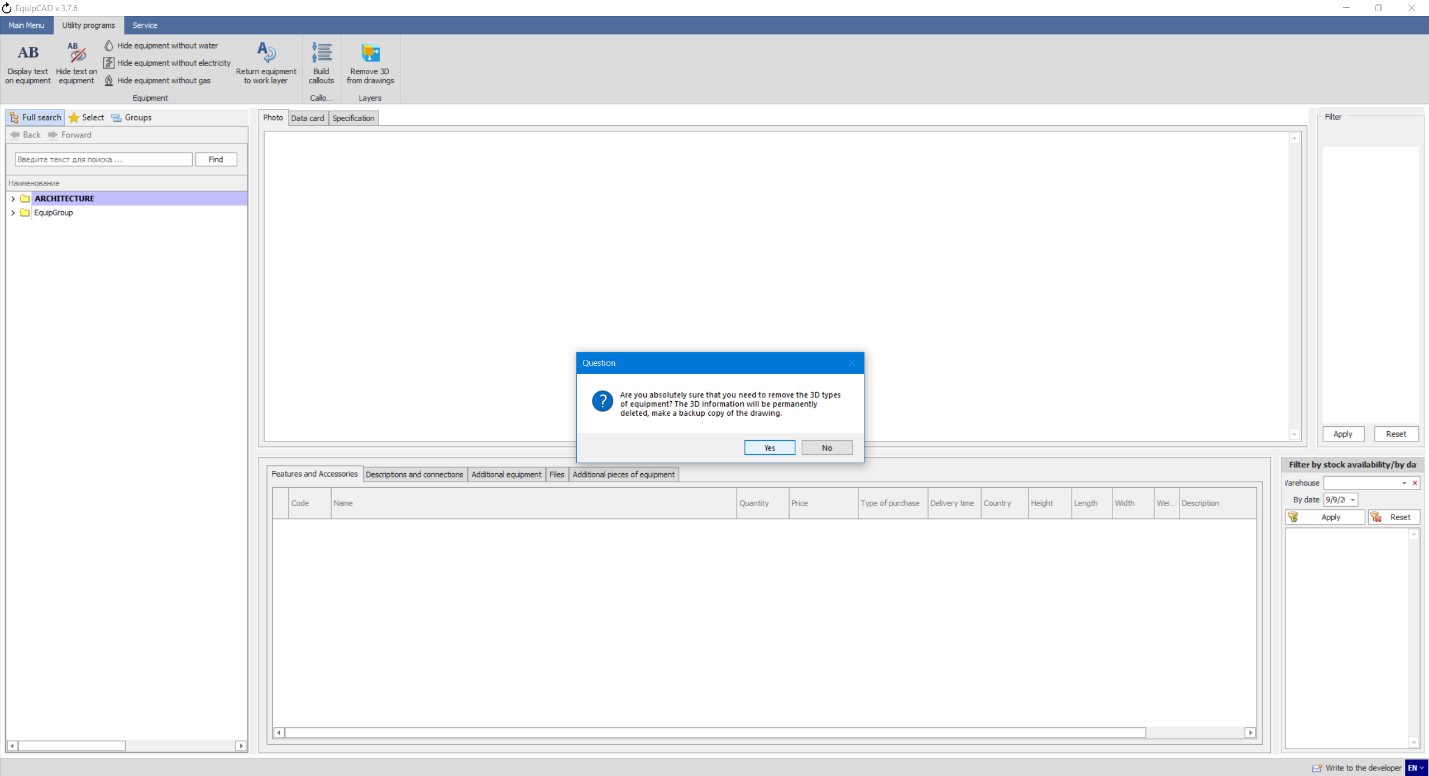 EquipCAD v.3.7.6
Main Menu Utility programs Service
AB Display text on equipment
AB Hide text on equipment
Hide equipment without water
Hide equipment without electricity
Hide equipment without gas
A Return equipment to work layer
Build callouts
Remove 3D from drawings
Equipment Callo... Layers
Full search Select Groups
Back Forward
Введите текст для поиска ... Find
Наименование
ARCHITECTURE
EquipGroup
Photo Data card Specification
Filter
Apply Reset
Question
Are you absolutely sure that you need to remove the 3D types
of equipment? The 3D information will be permanently
deleted, make a backup copy of the drawing.
Yes No
Features and Accessories Descriptions and connections Additional equipment Files Additional pieces of equipment
Code Name Quantity Price Type of purchase Delivery time Country Height Length Width Wei... Description
Filter by stock availability/by da
arehouse
By date 9/9/2
Apply Reset
Write to the developer EN